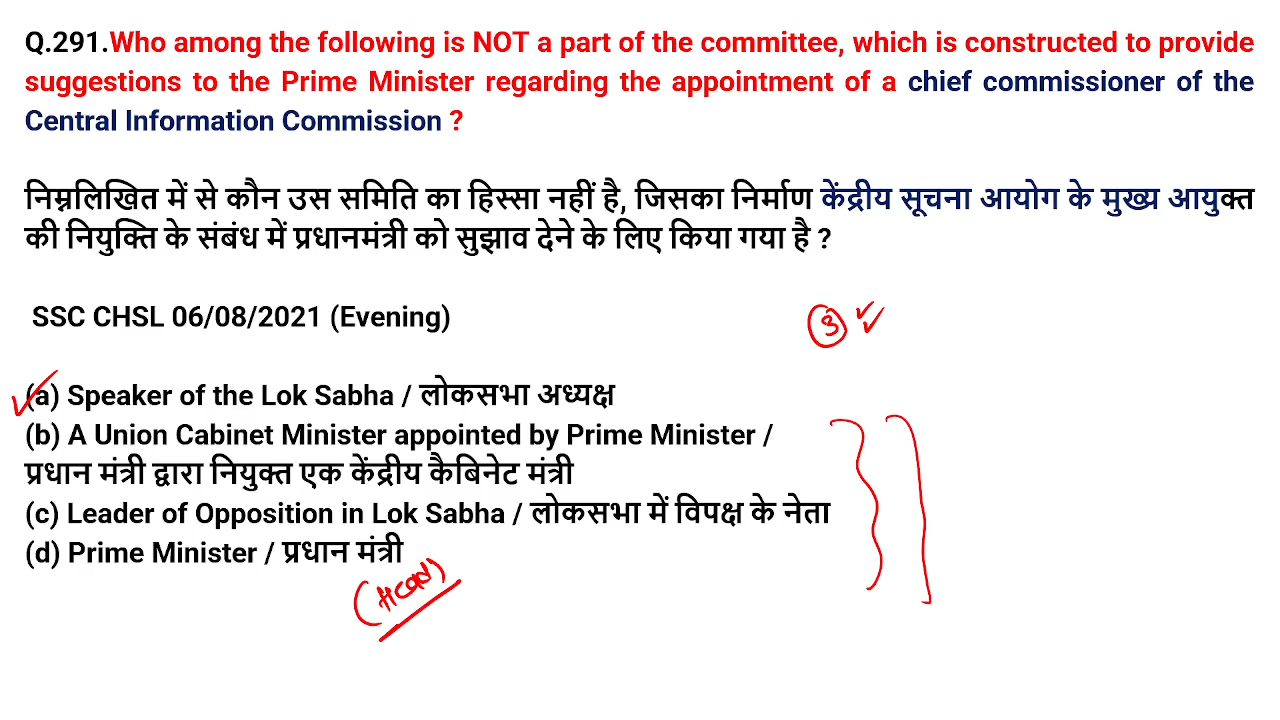 Q.291.Who among the following is NOT a part of the committee, which is constructed to provide
suggestions to the Prime Minister regarding the appointment of a chief commissioner of the
Central Information Commission ?
निम्नलिखित में से कौन उस समिति का हिस्सा नहीं है, जिसका निर्माण केंद्रीय सूचना आयोग के मुख्य आयुक्त
की नियुक्ति के संबंध में प्रधानमंत्री को सुझाव देने के लिए किया गया है ?
SSC CHSL 06/08/2021 (Evening)
3
(a) Speaker of the Lok Sabha / लोकसभा अध्यक्ष
(b) A Union Cabinet Minister appointed by Prime Minister /
प्रधान मंत्री द्वारा नियुक्त एक केंद्रीय कैबिनेट मंत्री
(c) Leader of Opposition in Lok Sabha / लोकसभा में विपक्ष के नेता
(d) Prime Minister / प्रधान मंत्री